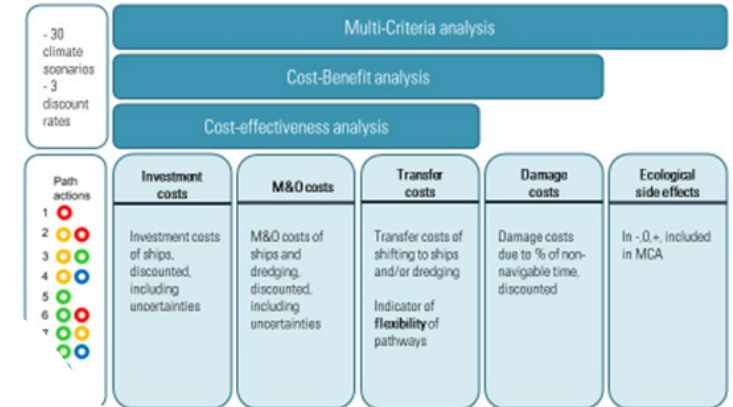 - 30
climate
scenarios
- 3
discount
rates
Multi-Criteria analysis
Cost-Benefit analysis
Cost-effectiveness analysis
Path
actions
1
2
3
4
5
6
Investment
costs
Investment costs
of ships,
discounted,
including
uncertainties
M&O costs
M&O costs of
ships and
dredging,
discounted,
including
uncertainties
Transfer
costs
Transfer costs of
shifting to ships
and/or dredging
Indicator of
flexibility of
pathways
Damage
costs
Damage costs
due to % of non-
navigable time,
discounted
Ecological
side effects
In -,0,+, included
in MCA